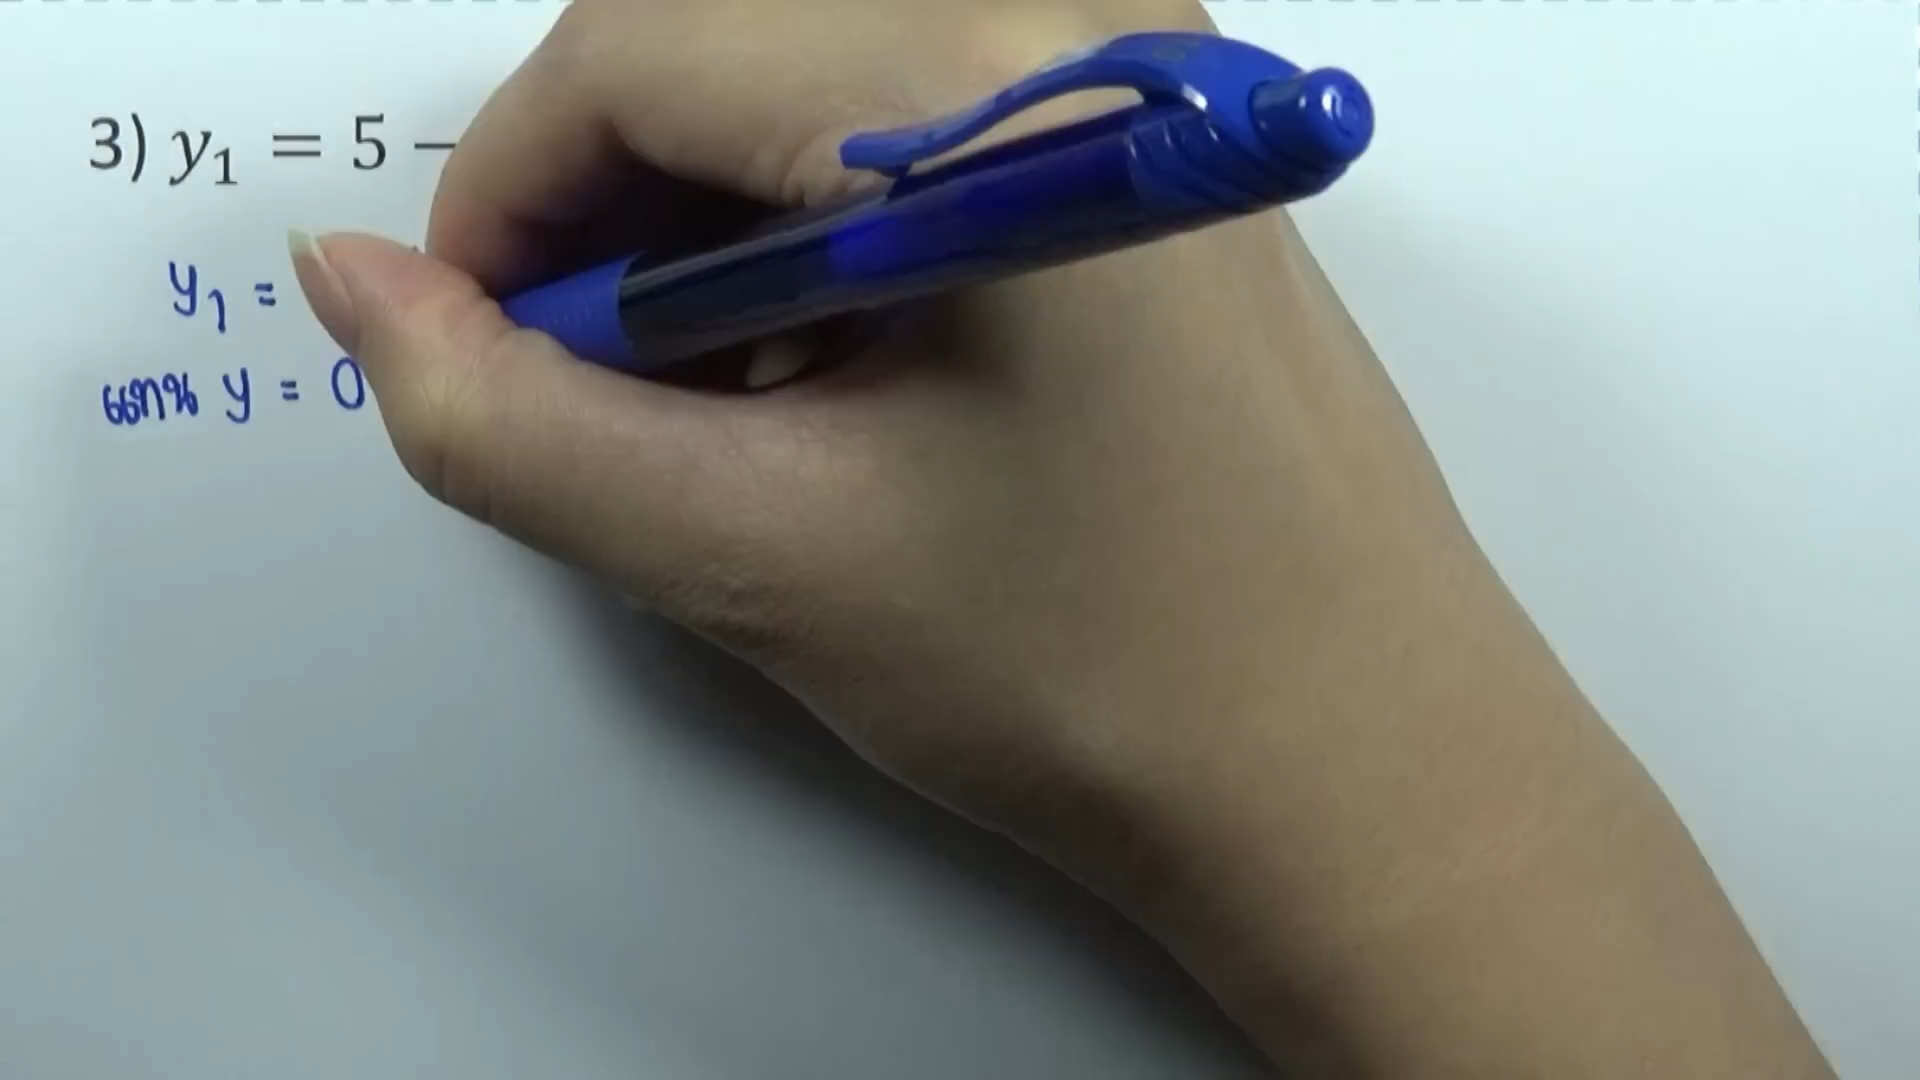 3) y₁ = 5 −
y₁ =
แทน y = 0